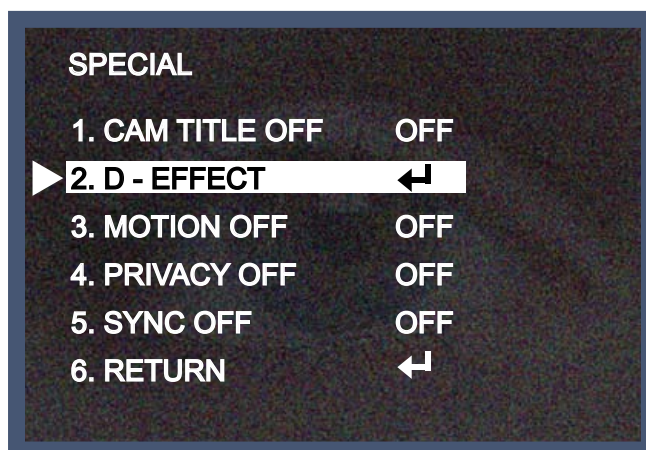 SPECIAL
1. CAM TITLE OFF OFF
2. D - EFFECT ↵
3. MOTION OFF OFF
4. PRIVACY OFF OFF
5. SYNC OFF OFF
6. RETURN ↵